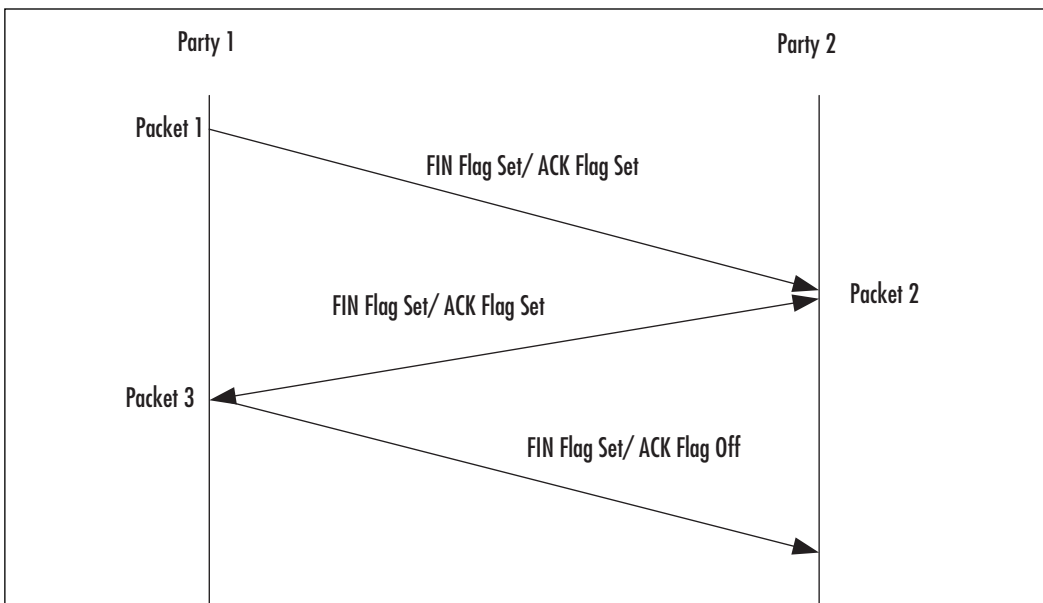 Party 1
Party 2
Packet 1
FIN Flag Set/ ACK Flag Set
Packet 2
FIN Flag Set/ ACK Flag Set
Packet 3
FIN Flag Set/ ACK Flag Off